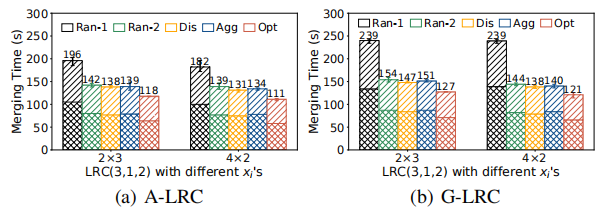 Ran-1 Ran-2 Dis Agg Opt
Merging Time (s)
300
250
200
150
100
50
0
196 142 138 139 118
182 139 131 134 111
2×3 4×2
LRC(3,1,2) with different xi's
(a) A-LRC
Ran-1 Ran-2 Dis Agg Opt
Merging Time (s)
300
250
200
150
100
50
0
239 154 147 151 127
239 144 138 140 121
2×3 4×2
LRC(3,1,2) with different xi's
(b) G-LRC